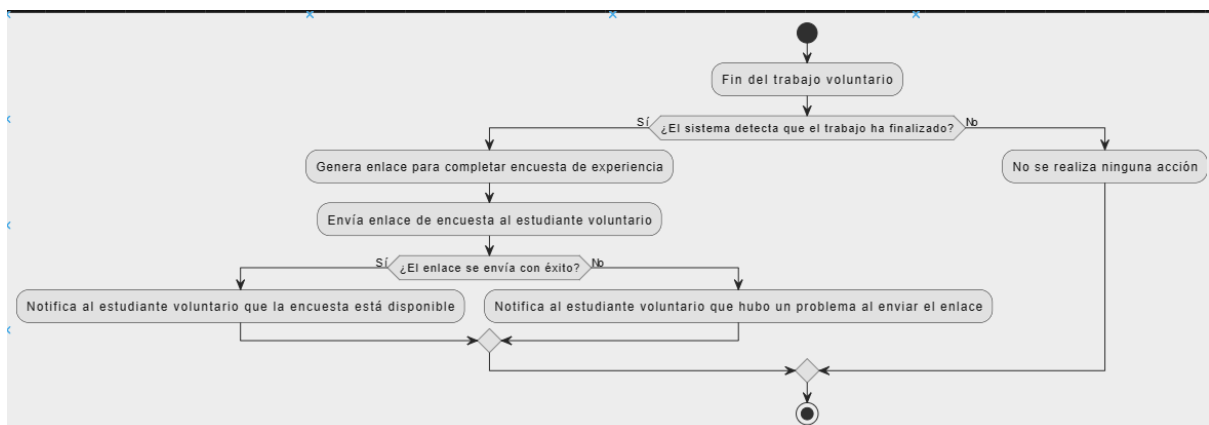 Fin del trabajo voluntario
Sí
¿El sistema detecta que el trabajo ha finalizado?
No
Genera enlace para completar encuesta de experiencia
No se realiza ninguna acción
Envía enlace de encuesta al estudiante voluntario
Sí
¿El enlace se envía con éxito?
No
Notifica al estudiante voluntario que la encuesta está disponible
Notifica al estudiante voluntario que hubo un problema al enviar el enlace